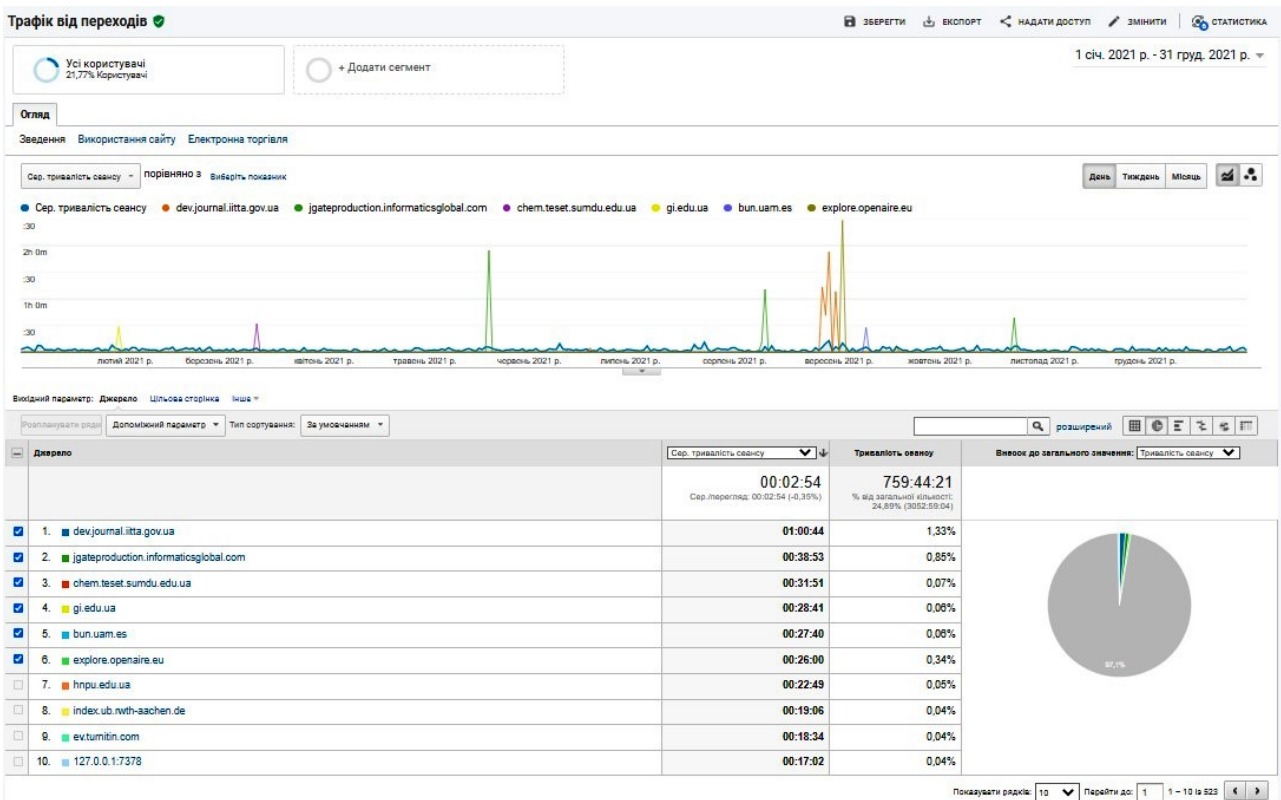 Трафік від переходів
ЗБЕРЕГТИ ЕКСПОРТ НАДАТИ ДОСТУП ЗМІНИТИ СТАТИСТИКА
Усі користувачі
21,77% Користувачі
+ Додати сегмент
1 січ. 2021 р. - 31 груд. 2021 р.
Огляд
Зведення Використання сайту Електронна торгівля
Сер. тривалість сеансу порівняно з Виберіть показник
День Тиждень Місяць
Сер. тривалість сеансу dev.journal.iitta.gov.ua jgateproduction.informaticsglobal.com chem.teset.sumdu.edu.ua gi.edu.ua bun.uam.es explore.openaire.eu
:30
2h 0m
:30
1h 0m
:30
лютий 2021 р. березень 2021 р. квітень 2021 р. травень 2021 р. червень 2021 р. липень 2021 р. серпень 2021 р. вересень 2021 р. жовтень 2021 р. листопад 2021 р. грудень 2021 р.
Вихідний параметр: Джерело Цільова сторінка Інше
Розпланувати ряди Допоміжний параметр Тип сортування: За умовчанням розширений
Джерело Сер. тривалість сеансу Тривалість сеансу Внесок до загального значення: Тривалість сеансу
00:02:54 759:44:21
Сер./перегляд: 00:02:54 (-0,35%) % від загальної кількості:
24,89% (3052:59:04)
1. dev.journal.iitta.gov.ua 01:00:44 1,33%
2. jgateproduction.informaticsglobal.com 00:38:53 0,85%
3. chem.teset.sumdu.edu.ua 00:31:51 0,07%
4. gi.edu.ua 00:28:41 0,06%
5. bun.uam.es 00:27:40 0,06%
6. explore.openaire.eu 00:26:00 0,34%
97,1%
7. hnpu.edu.ua 00:22:49 0,05%
8. index.ub.rwth-aachen.de 00:19:06 0,04%
9. ev.turnitin.com 00:18:34 0,04%
10. 127.0.0.1:7378 00:17:02 0,04%
Показувати рядків: 10 Перейти до: 1 1 – 10 із 523